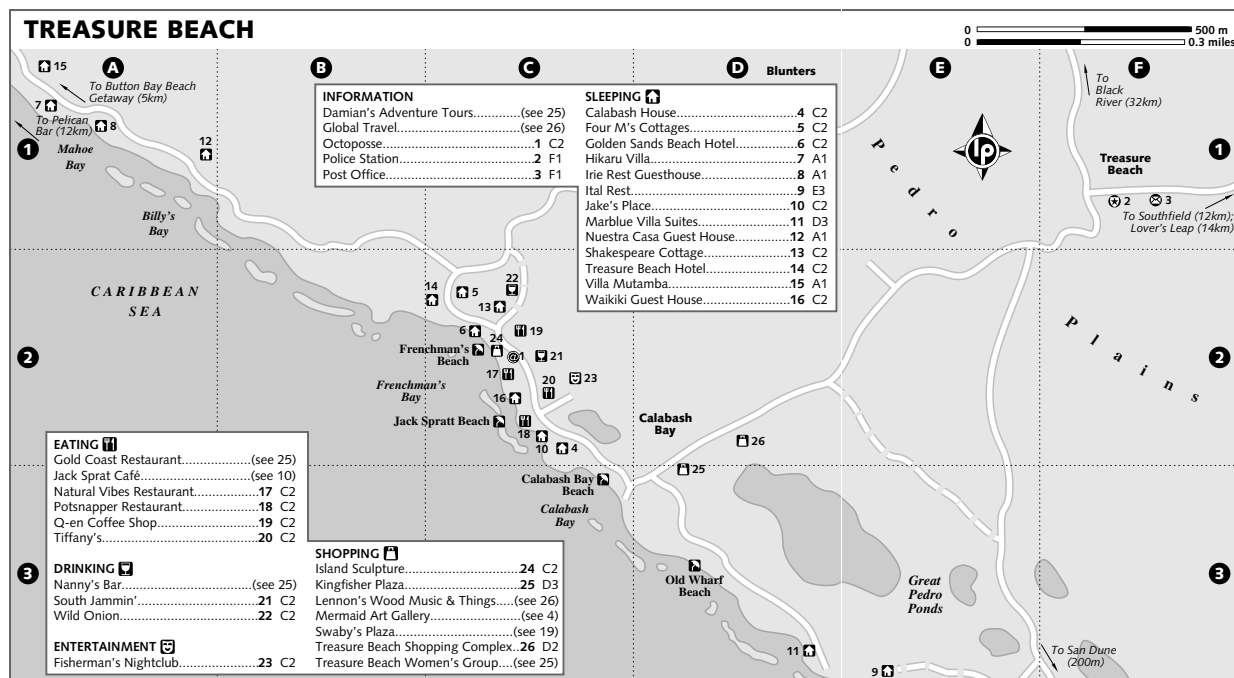 TREASURE BEACH
0 500 m
0 0.3 miles
A B C D E F
Blunters
15
To Button Bay Beach
Getaway (5km)
7
To Pelican
Bar (12km)
8
12
1
Mahoe
Bay
Billy's
Bay
INFORMATION
Damian's Adventure Tours..........(see 25)
Global Travel..............................(see 26)
Octoposse....................................1 C2
Police Station...............................2 F1
Post Office...................................3 F1
SLEEPING
Calabash House...........................4 C2
Four M's Cottages........................5 C2
Golden Sands Beach Hotel...........6 C2
Hikaru Villa..................................7 A1
Irie Rest Guesthouse....................8 A1
Ital Rest.......................................9 E3
Jake's Place................................10 C2
Marblue Villa Suites....................11 D3
Nuestra Casa Guest House..........12 A1
Shakespeare Cottage...................13 C2
Treasure Beach Hotel..................14 C2
Villa Mutamba............................15 A1
Waikiki Guest House...................16 C2
Pedro
lp
To
Black
River (32km)
Treasure
Beach
1
2 3
To Southfield (12km);
Lover's Leap (14km)
CARIBBEAN
SEA
14
5
22
13
6
24
19
Frenchman's
Beach
@1
21
2
Frenchman's
Bay
17
20
23
16
Jack Spratt Beach
18
10
4
Calabash
Bay
26
25
Plains
2
Calabash Bay
Beach
Calabash
Bay
EATING
Gold Coast Restaurant................(see 25)
Jack Sprat Café..........................(see 10)
Natural Vibes Restaurant............17 C2
Potsnapper Restaurant................18 C2
Q-en Coffee Shop.......................19 C2
Tiffany's.....................................20 C2
DRINKING
Nanny's Bar...............................(see 25)
South Jammin'............................21 C2
Wild Onion.................................22 C2
ENTERTAINMENT
Fisherman's Nightclub.................23 C2
SHOPPING
Island Sculpture..........................24 C2
Kingfisher Plaza..........................25 D3
Lennon's Wood Music & Things....(see 26)
Mermaid Art Gallery....................(see 4)
Swaby's Plaza............................(see 19)
Treasure Beach Shopping Complex..26 D2
Treasure Beach Women's Group....(see 25)
3
Old Wharf
Beach
11
9
Great
Pedro
Ponds
3
To San Dune
(200m)